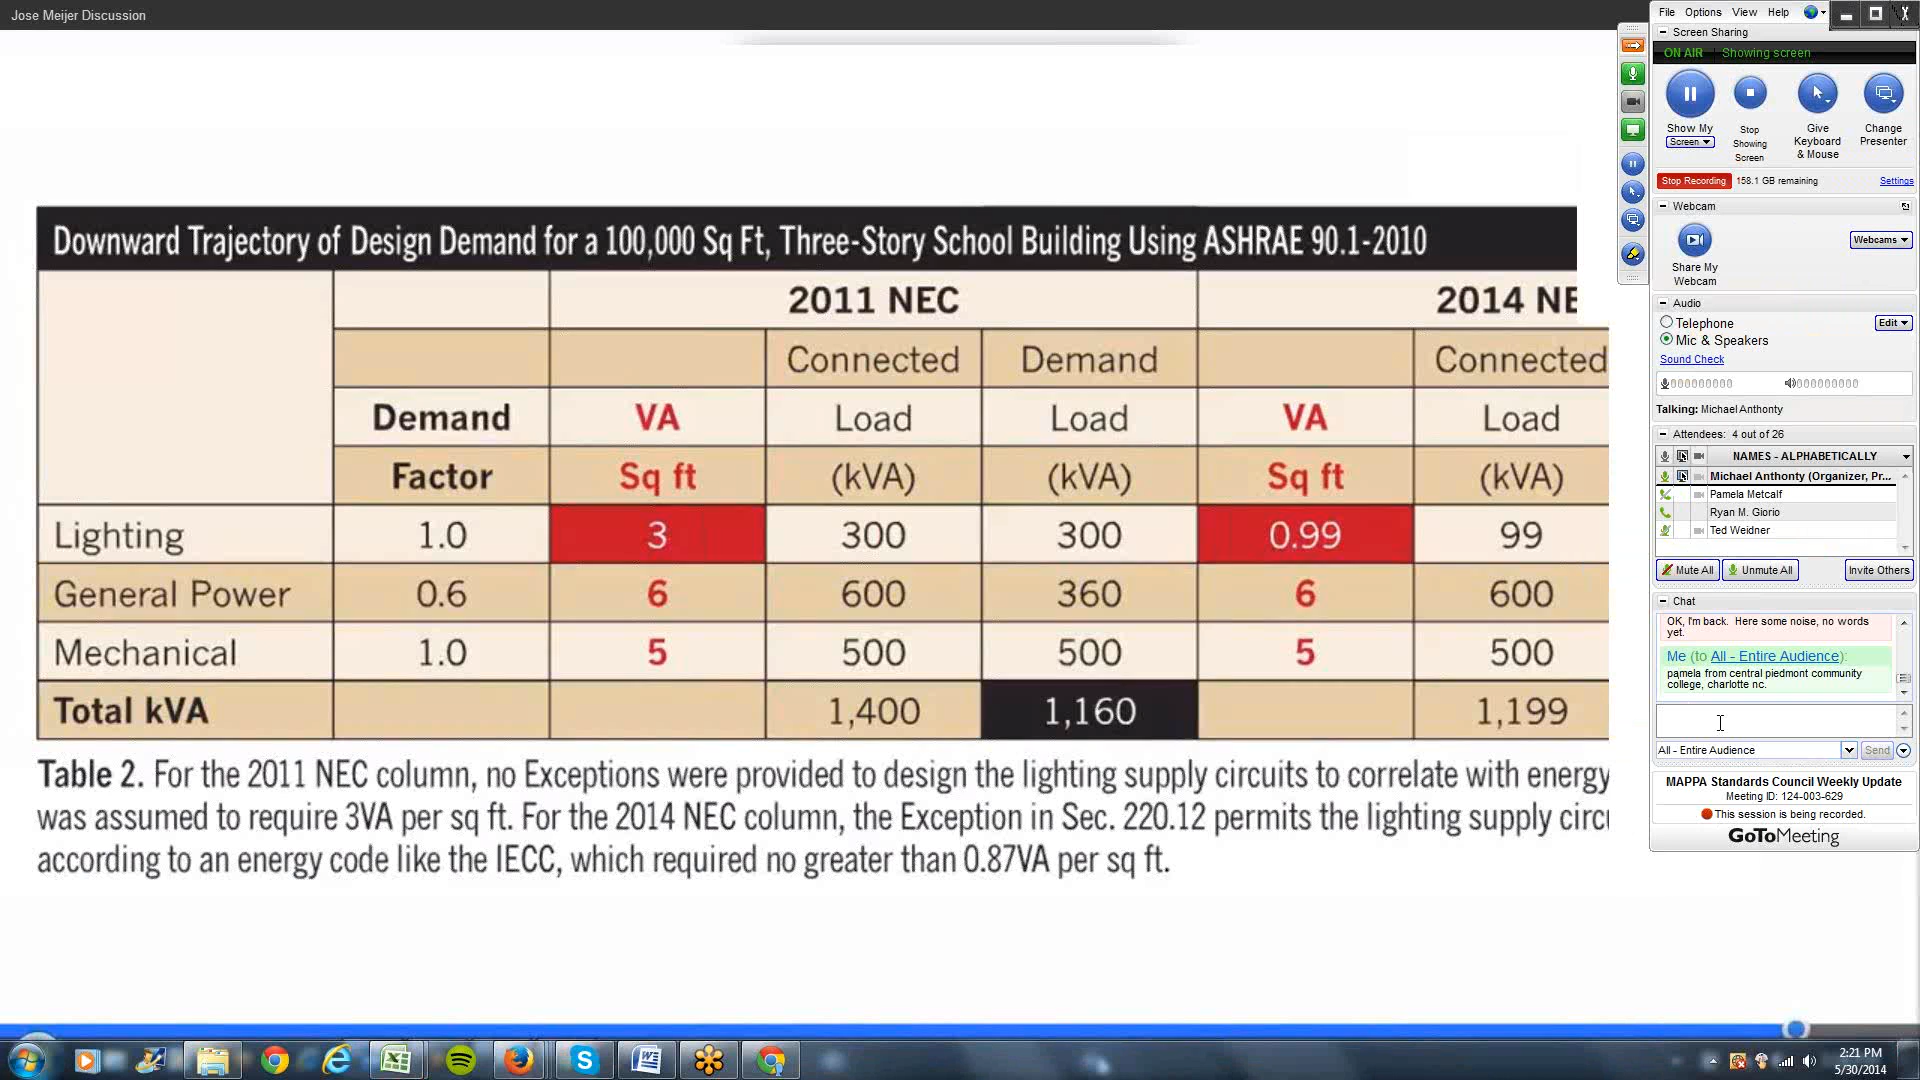 Jose Meijer Discussion
Downward Trajectory of Design Demand for a 100,000 Sq Ft, Three-Story School Building Using ASHRAE 90.1-2010
2011 NEC 2014 NE
Connected Demand Connected
Demand VA Load Load VA Load
Factor Sq ft (kVA) (kVA) Sq ft (kVA)
Lighting 1.0 3 300 300 0.99 99
General Power 0.6 6 600 360 6 600
Mechanical 1.0 5 500 500 5 500
Total kVA 1,400 1,160 1,199
Table 2. For the 2011 NEC column, no Exceptions were provided to design the lighting supply circuits to correlate with energy
was assumed to require 3VA per sq ft. For the 2014 NEC column, the Exception in Sec. 220.12 permits the lighting supply circu
according to an energy code like the IECC, which required no greater than 0.87VA per sq ft.
File Options View Help
Screen Sharing
ON AIR Showing screen
Show My Screen
Stop Showing Screen
Give Keyboard & Mouse
Change Presenter
Stop Recording 158.1 GB remaining Settings
Webcam
Webcams
Share My Webcam
Audio
Telephone Edit
Mic & Speakers
Sound Check
Talking: Michael Anthonty
Attendees: 4 out of 26
NAMES - ALPHABETICALLY
Michael Anthonty (Organizer, Pr...
Pamela Metcalf
Ryan M. Giorio
Ted Weidner
Mute All Unmute All Invite Others
Chat
OK, I'm back. Here some noise, no words
yet.
Me (to All - Entire Audience):
pamela from central piedmont community
college, charlotte nc.
All - Entire Audience Send
MAPPA Standards Council Weekly Update
Meeting ID: 124-003-629
This session is being recorded.
GoToMeeting
2:21 PM
5/30/2014